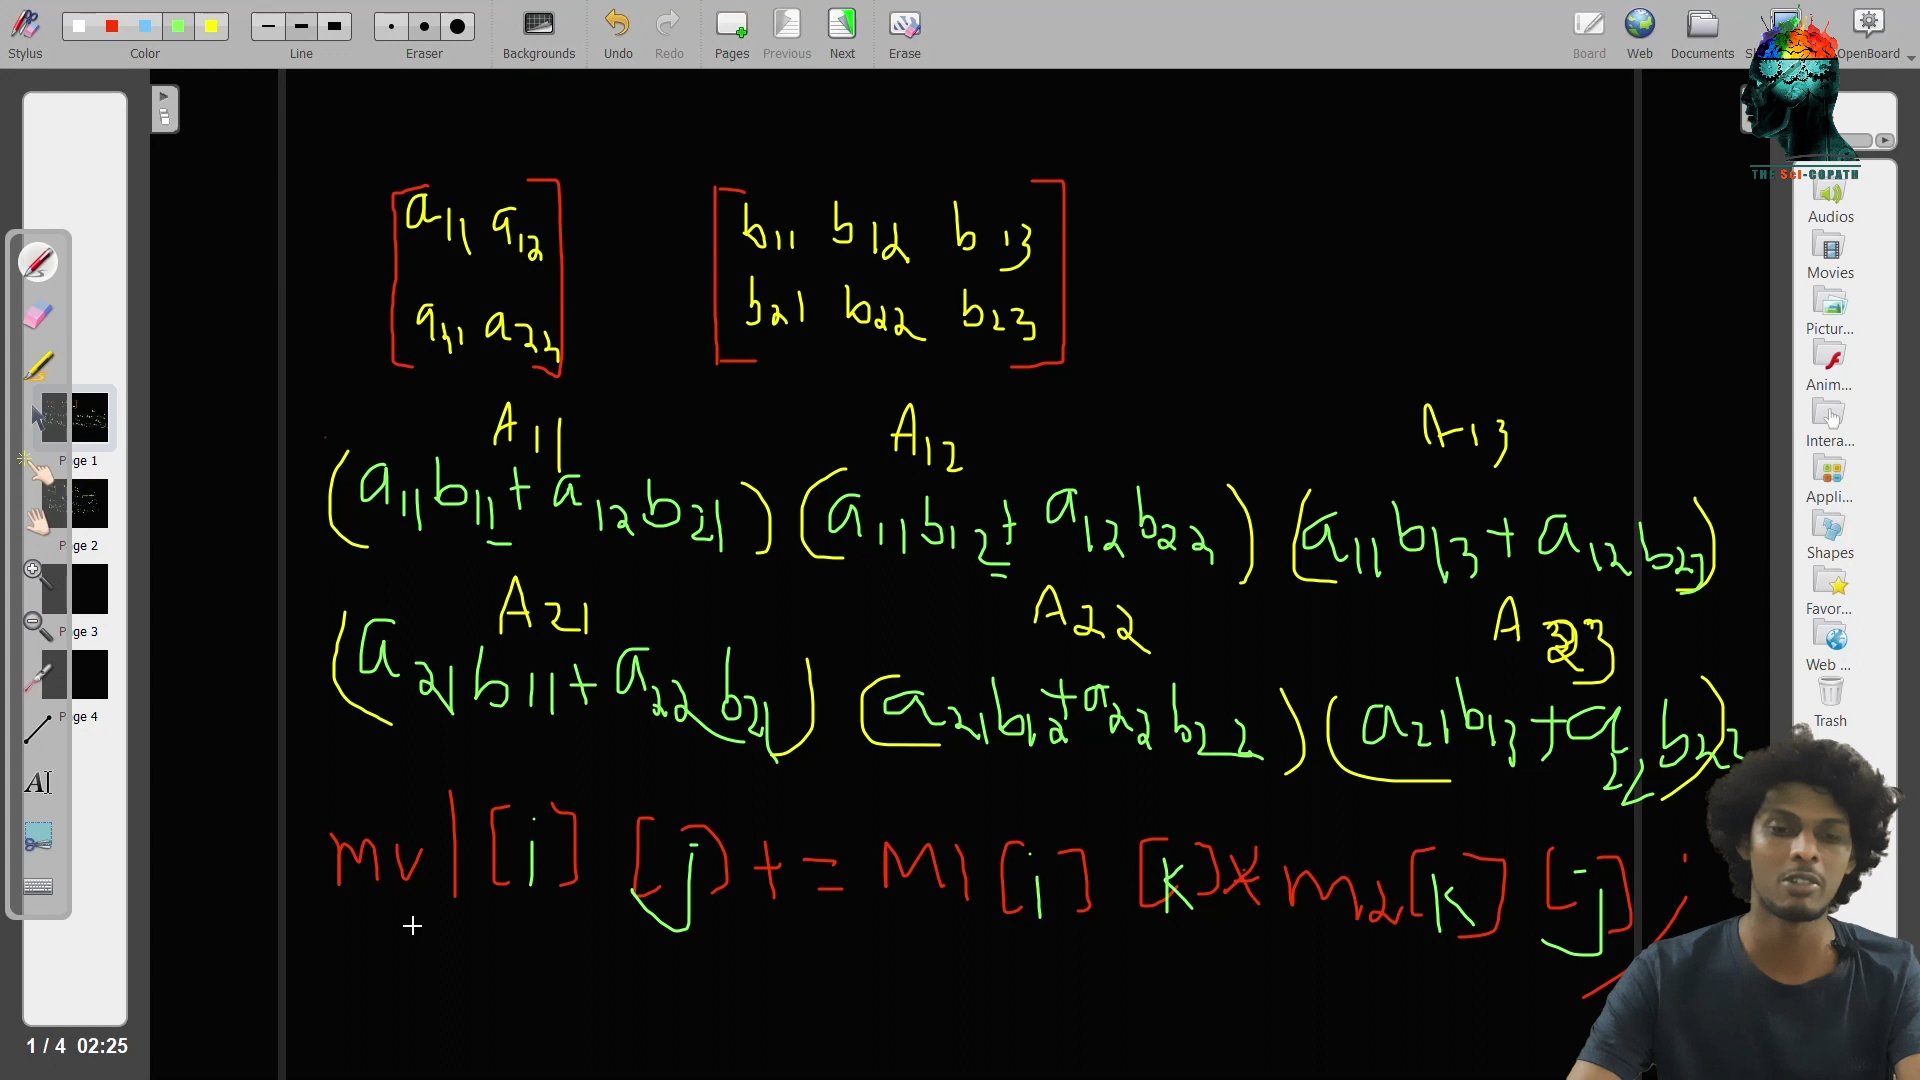 Stylus Color Line Eraser Backgrounds Undo Redo Pages Previous Next Erase Board Web Documents OpenBoard
THE Sci-COPATH
a11 a12
a21 a22
b11 b12 b13
b21 b22 b23
A11 A12 A13
(a11b11+a12b21) (a11b12+a12b22) (a11b13+a12b23)
A21 A22 A23
(a21b11+a22b21) (a21b12+a22b22) (a21b13+a22b22)
mul[i] [j] += M1[i] [k]*m2[k] [j];
Page 1
Page 2
Page 3
Page 4
1 / 4 02:25
Audios
Movies
Pictur...
Anim...
Intera...
Appli...
Shapes
Favor...
Web ...
Trash